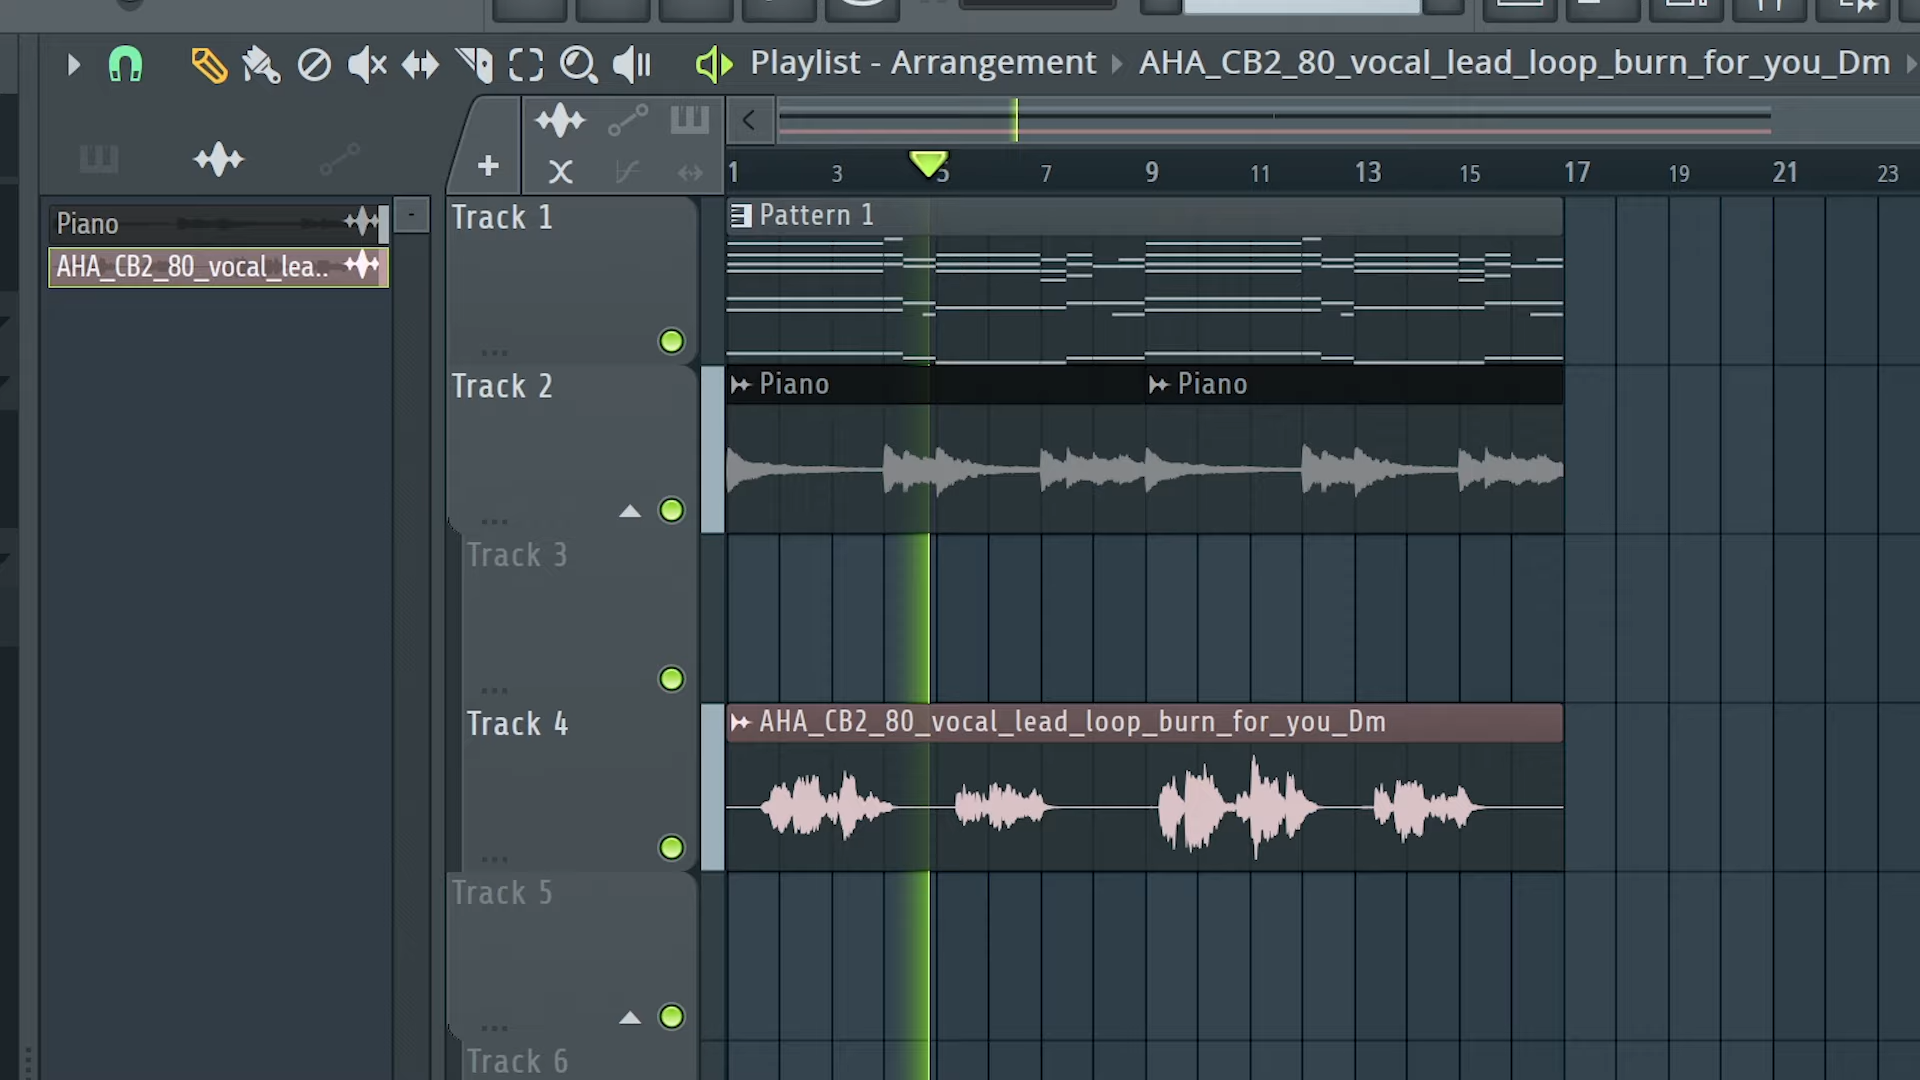 Playlist - Arrangement AHA_CB2_80_vocal_lead_loop_burn_for_you_Dm
1 3 5 7 9 11 13 15 17 19 21 23
Piano
AHA_CB2_80_vocal_lea..
Track 1
Pattern 1
Track 2
Piano
Piano
Track 3
Track 4
AHA_CB2_80_vocal_lead_loop_burn_for_you_Dm
Track 5
Track 6